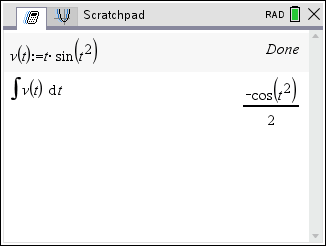 Scratchpad RAD
v(t):=t· sin(t²) Done
∫v(t) dt -cos(t²)/2